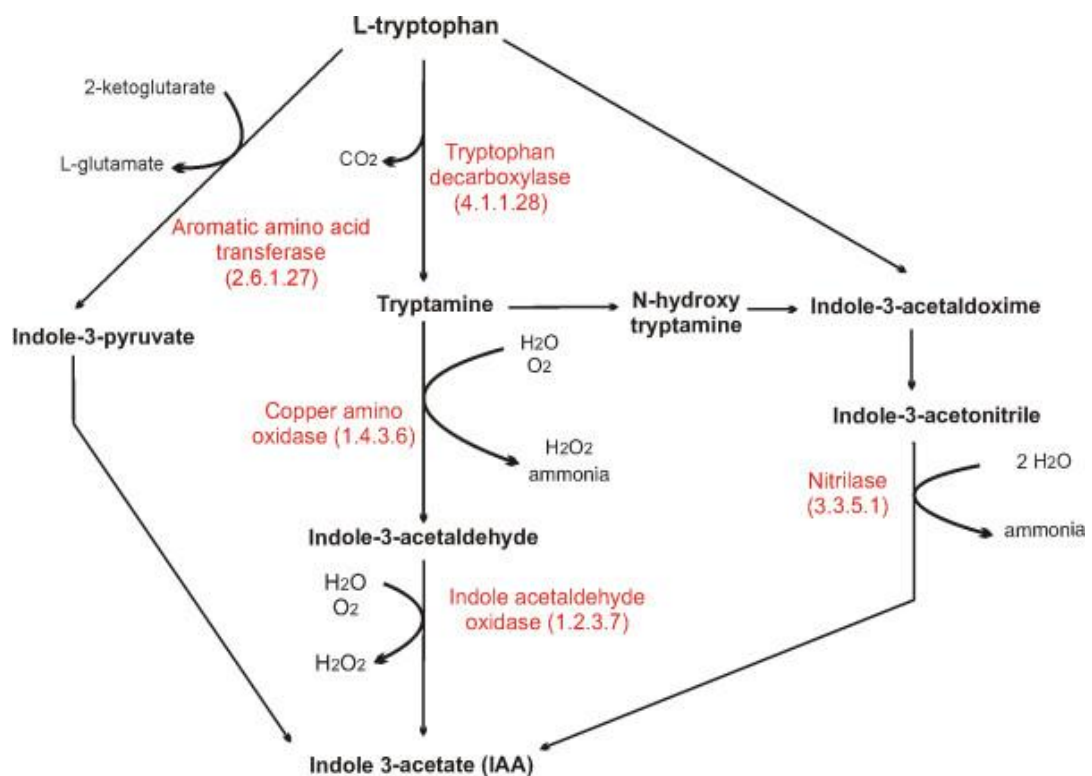 L-tryptophan
2-ketoglutarate
L-glutamate
CO2
Tryptophan
decarboxylase
(4.1.1.28)
Aromatic amino acid
transferase
(2.6.1.27)
Indole-3-pyruvate
Tryptamine
N-hydroxy
tryptamine
Indole-3-acetaldoxime
H2O
O2
Copper amino
oxidase (1.4.3.6)
H2O2
ammonia
Indole-3-acetonitrile
Nitrilase
(3.3.5.1)
2 H2O
ammonia
Indole-3-acetaldehyde
H2O
O2
Indole acetaldehyde
oxidase (1.2.3.7)
H2O2
Indole 3-acetate (IAA)